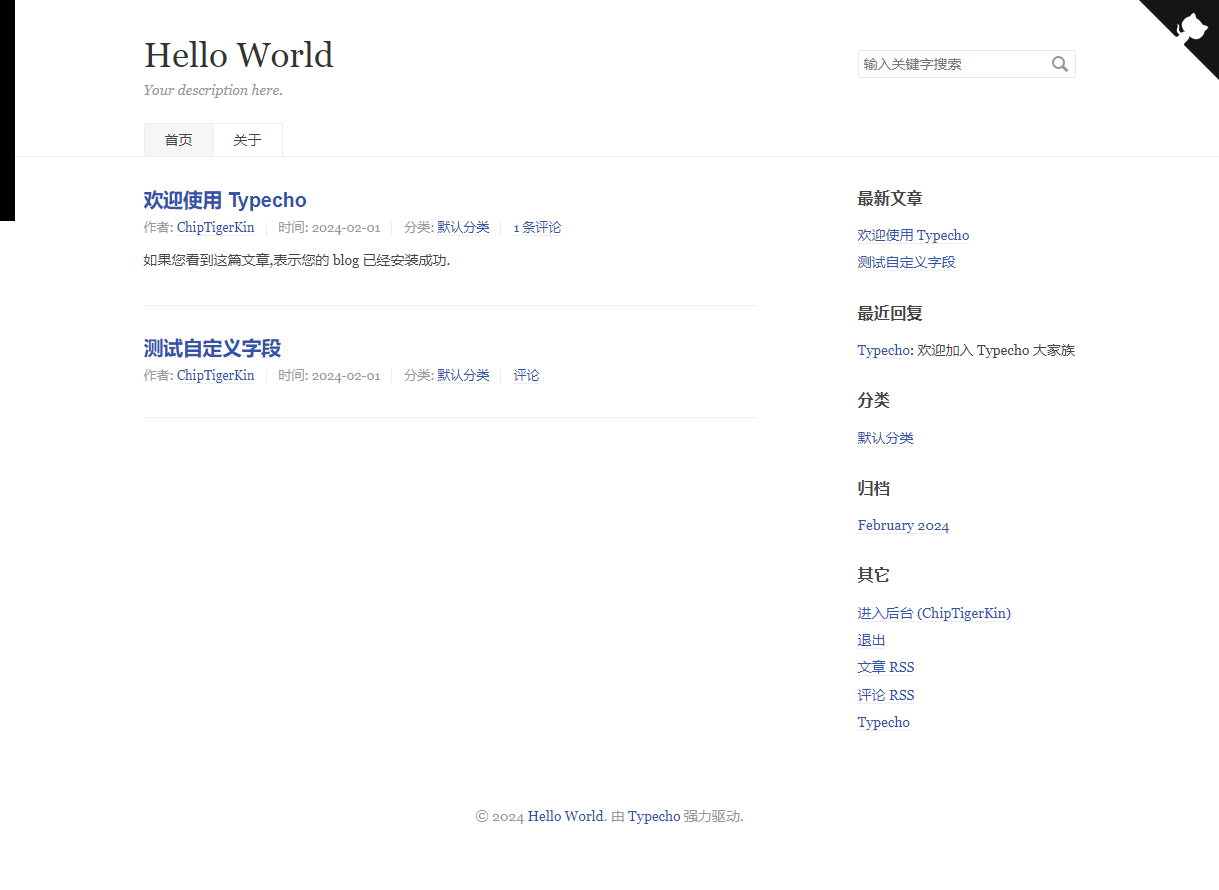 Hello World
Your description here.
输入关键字搜索
首页 关于
欢迎使用 Typecho
作者: ChipTigerKin 时间: 2024-02-01 分类: 默认分类 1 条评论
如果您看到这篇文章,表示您的 blog 已经安装成功.
测试自定义字段
作者: ChipTigerKin 时间: 2024-02-01 分类: 默认分类 评论
最新文章
欢迎使用 Typecho
测试自定义字段
最近回复
Typecho: 欢迎加入 Typecho 大家族
分类
默认分类
归档
February 2024
其它
进入后台 (ChipTigerKin)
退出
文章 RSS
评论 RSS
Typecho
© 2024 Hello World. 由 Typecho 强力驱动.